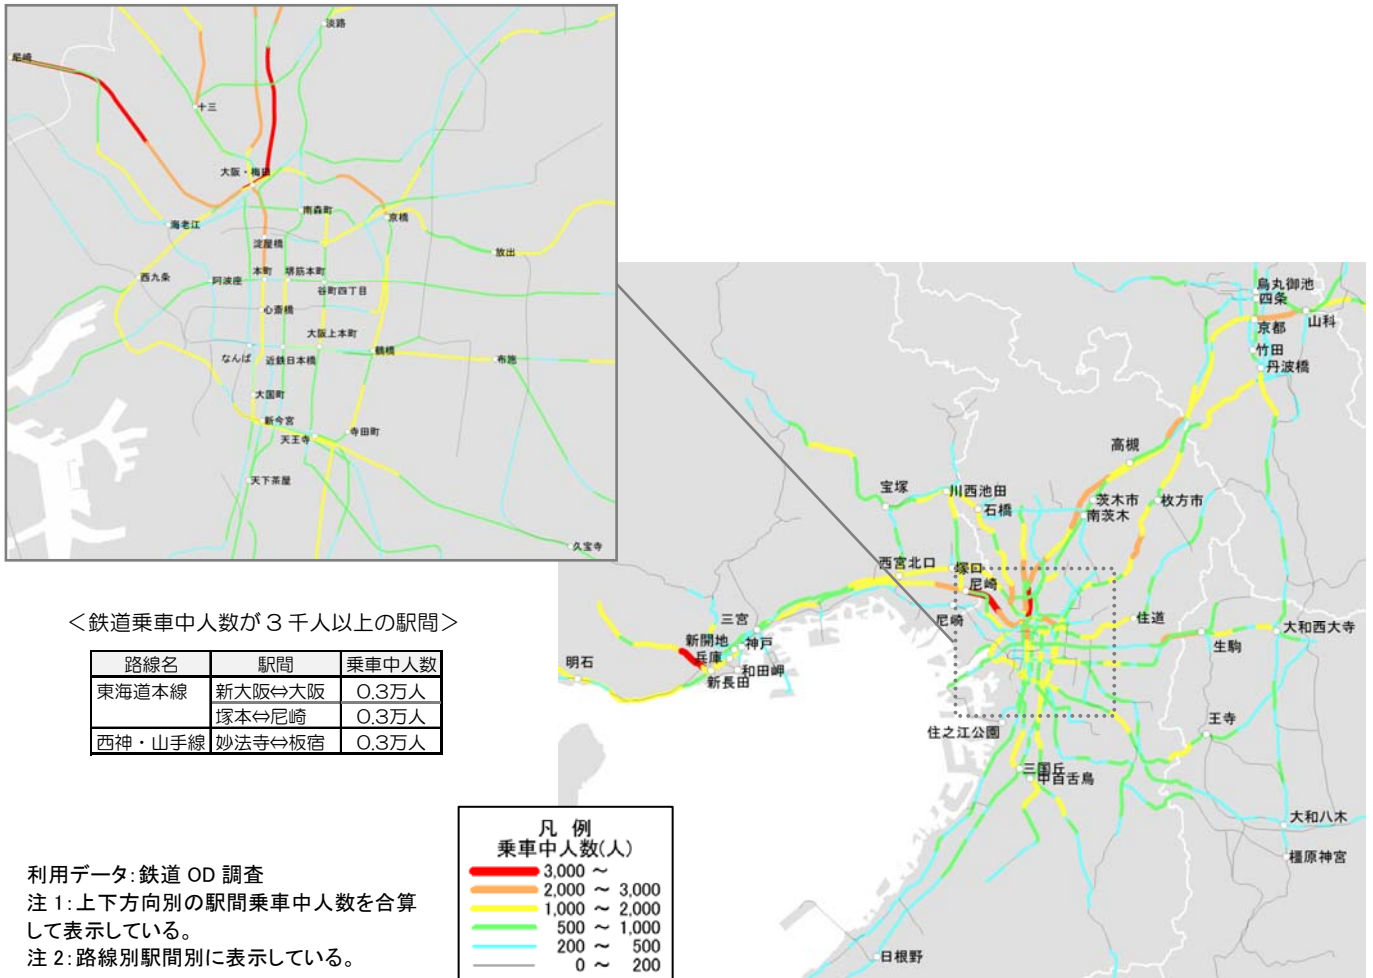 淡路
尼崎
十三
大阪・梅田
海老江
南森町
京橋
淀屋橋
放出
西九条
阿波座
本町
堺筋本町
谷町四丁目
心斎橋
大阪上本町
なんば
近鉄日本橋
鶴橋
布施
大国町
新今宮
天王寺
寺田町
天下茶屋
久宝寺
烏丸御池
四条
京都
山科
竹田
丹波橋
高槻
宝塚
川西池田
石橋
茨木市
南茨木
枚方市
西宮北口
塚口
尼崎
尼崎
三宮
新開地
神戸
兵庫
明石
新長田
和田岬
住道
大和西大寺
生駒
王寺
住之江公園
三国丘
中百舌鳥
大和八木
橿原神宮
日根野
＜鉄道乗車中人数が３千人以上の駅間＞
路線名 駅間 乗車中人数
東海道本線 新大阪⇔大阪 0.3万人
塚本⇔尼崎 0.3万人
西神・山手線 妙法寺⇔板宿 0.3万人
凡 例
乗車中人数(人)
3,000 ～
2,000 ～ 3,000
1,000 ～ 2,000
500 ～ 1,000
200 ～ 500
0 ～ 200
利用データ：鉄道 OD 調査
注 1：上下方向別の駅間乗車中人数を合算
して表示している。
注 2：路線別駅間別に表示している。